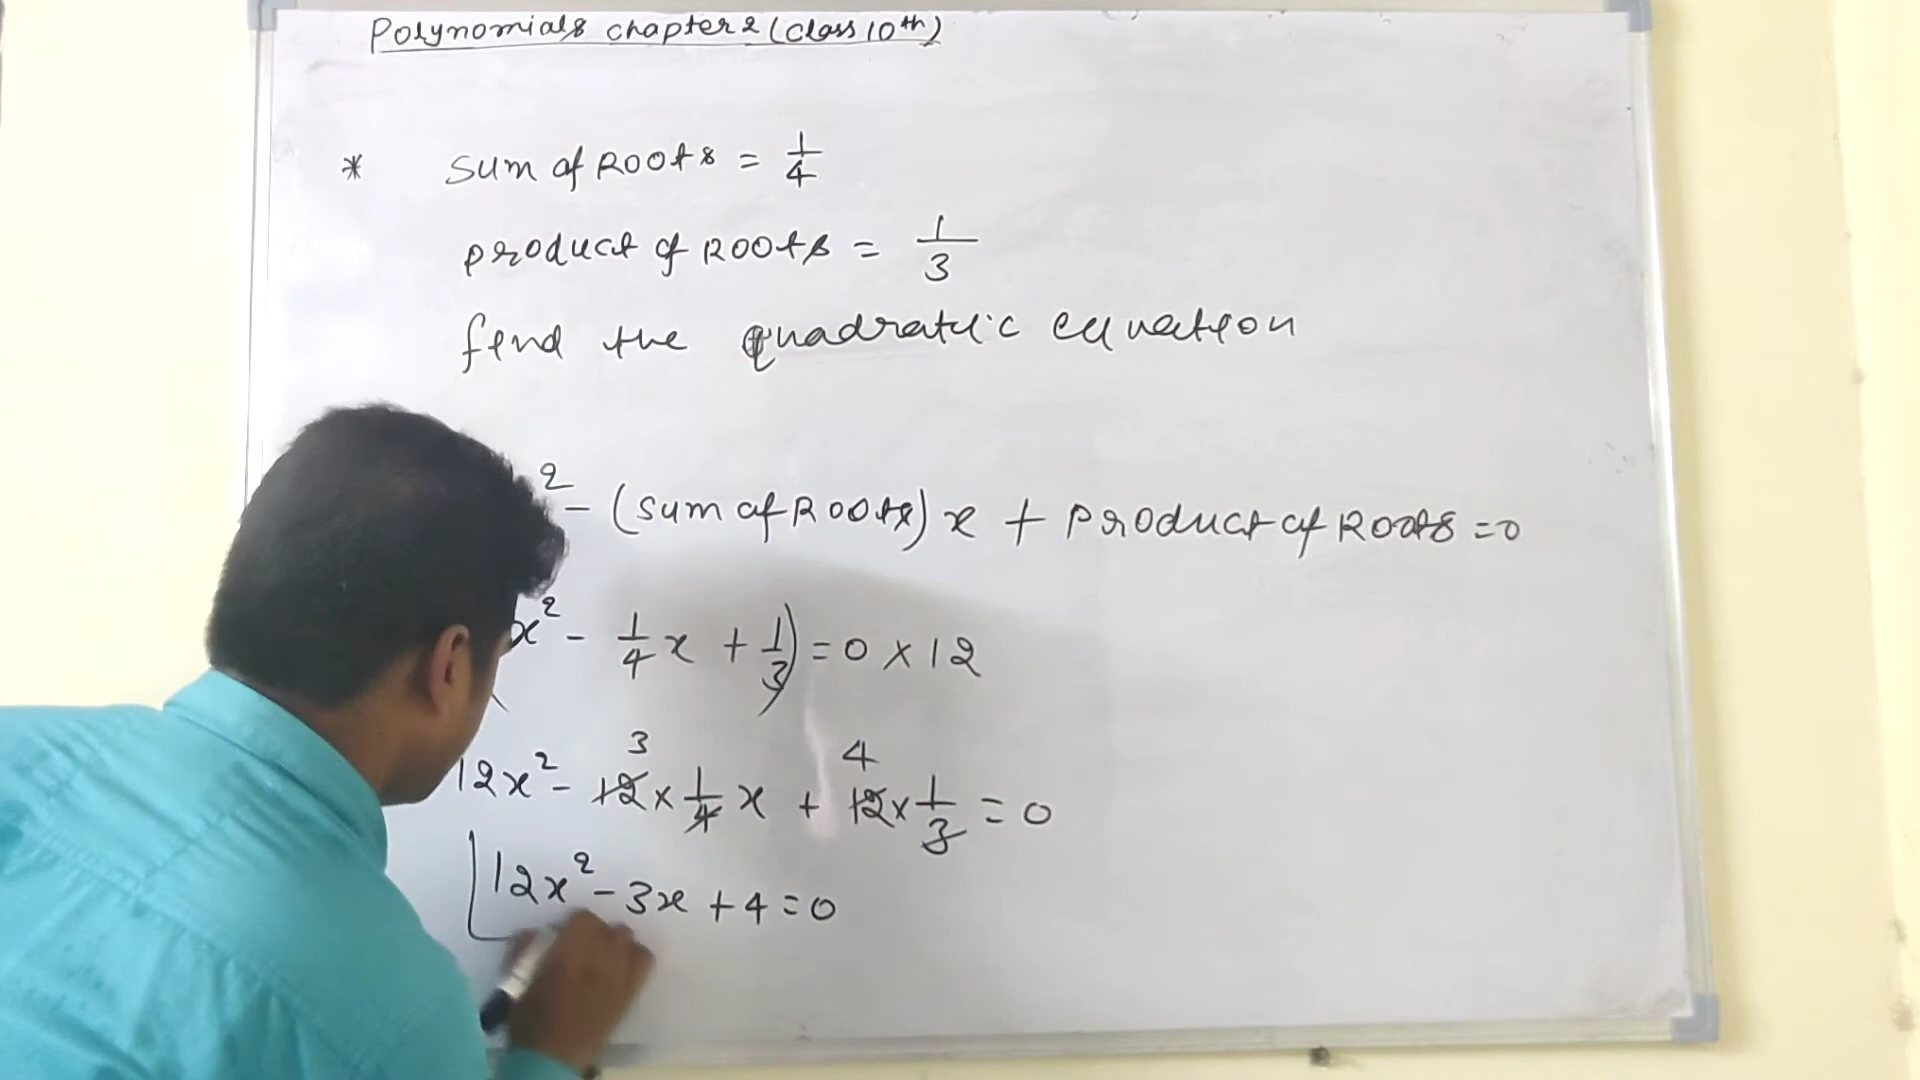 Polynomials chapter 2 (Class 10th)
* Sum of Roots = 1/4
product of Roots = 1/3
find the quadratic equation
2 - (Sum of Roots) x + Product of Roots = 0
x² - 1/4 x + 1/3) = 0 × 12
12x² - 12 × 1/4 x + 12 × 1/3 = 0
3 4
12x² - 3x + 4 = 0